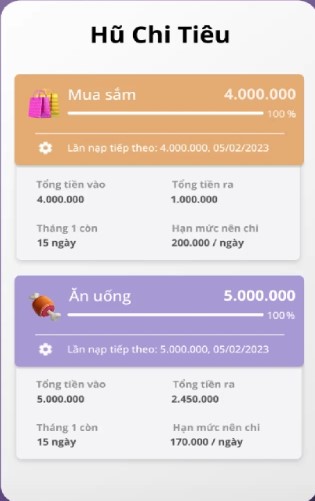 Hũ Chi Tiêu
Mua sắm 4.000.000
100 %
Lần nạp tiếp theo: 4.000.000, 05/02/2023
Tổng tiền vào Tổng tiền ra
4.000.000 1.000.000
Tháng 1 còn Hạn mức nên chi
15 ngày 200.000 / ngày
Ăn uống 5.000.000
100%
Lần nạp tiếp theo: 5.000.000, 05/02/2023
Tổng tiền vào Tổng tiền ra
5.000.000 2.450.000
Tháng 1 còn Hạn mức nên chi
15 ngày 170.000 / ngày